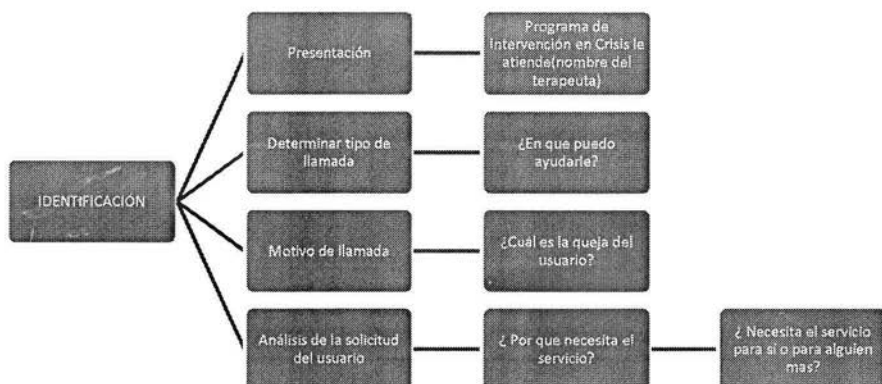 Presentación
Programa de
Intervención en Crisis le
atiende(nombre del
terapeuta)
Determinar tipo de
llamada
¿En que puedo
ayudarle?
IDENTIFICACIÓN
Motivo de llamada
¿Cuál es la queja del
usuario?
Análisis de la solicitud
del usuario
¿ Por que necesita el
servicio?
¿ Necesita el servicio
para sí o para alguien
mas?